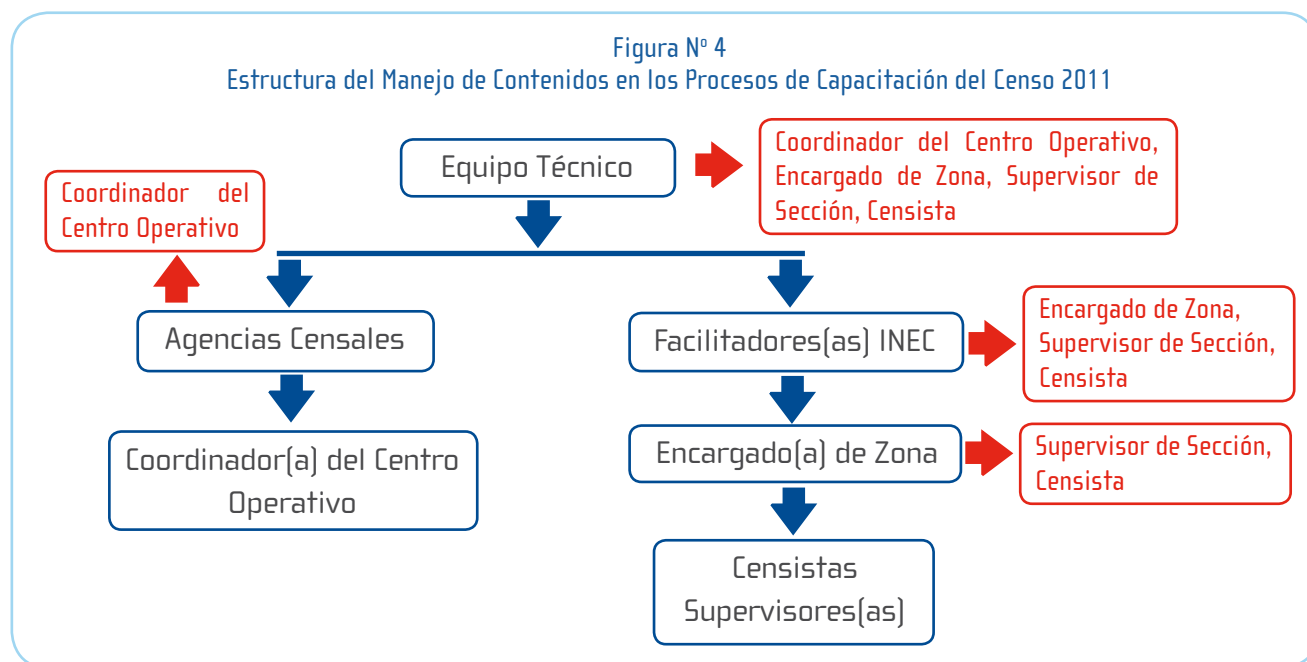 Figura Nº 4
Estructura del Manejo de Contenidos en los Procesos de Capacitación del Censo 2011
Equipo Técnico
Coordinador del Centro Operativo,
Encargado de Zona, Supervisor de
Sección, Censista
Coordinador del
Centro Operativo
Agencias Censales
Facilitadores(as) INEC
Encargado de Zona,
Supervisor de Sección,
Censista
Coordinador(a) del Centro
Operativo
Encargado(a) de Zona
Supervisor de Sección,
Censista
Censistas
Supervisores(as)